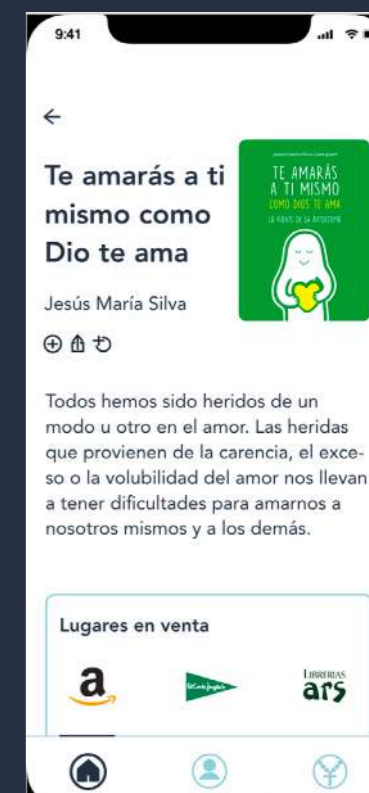 9:41
Te amarás a ti
mismo como
Dio te ama
Jesús María Silva
TE AMARÁS
A TI MISMO
COMO DIOS TE AMA
LA FUENTE DE LA AUTOESTIMA
Todos hemos sido heridos de un
modo u otro en el amor. Las heridas
que provienen de la carencia, el exce-
so o la volubilidad del amor nos llevan
a tener dificultades para amarnos a
nosotros mismos y a los demás.
Lugares en venta
a
El Corte Inglés
LIBRERIAS
ars